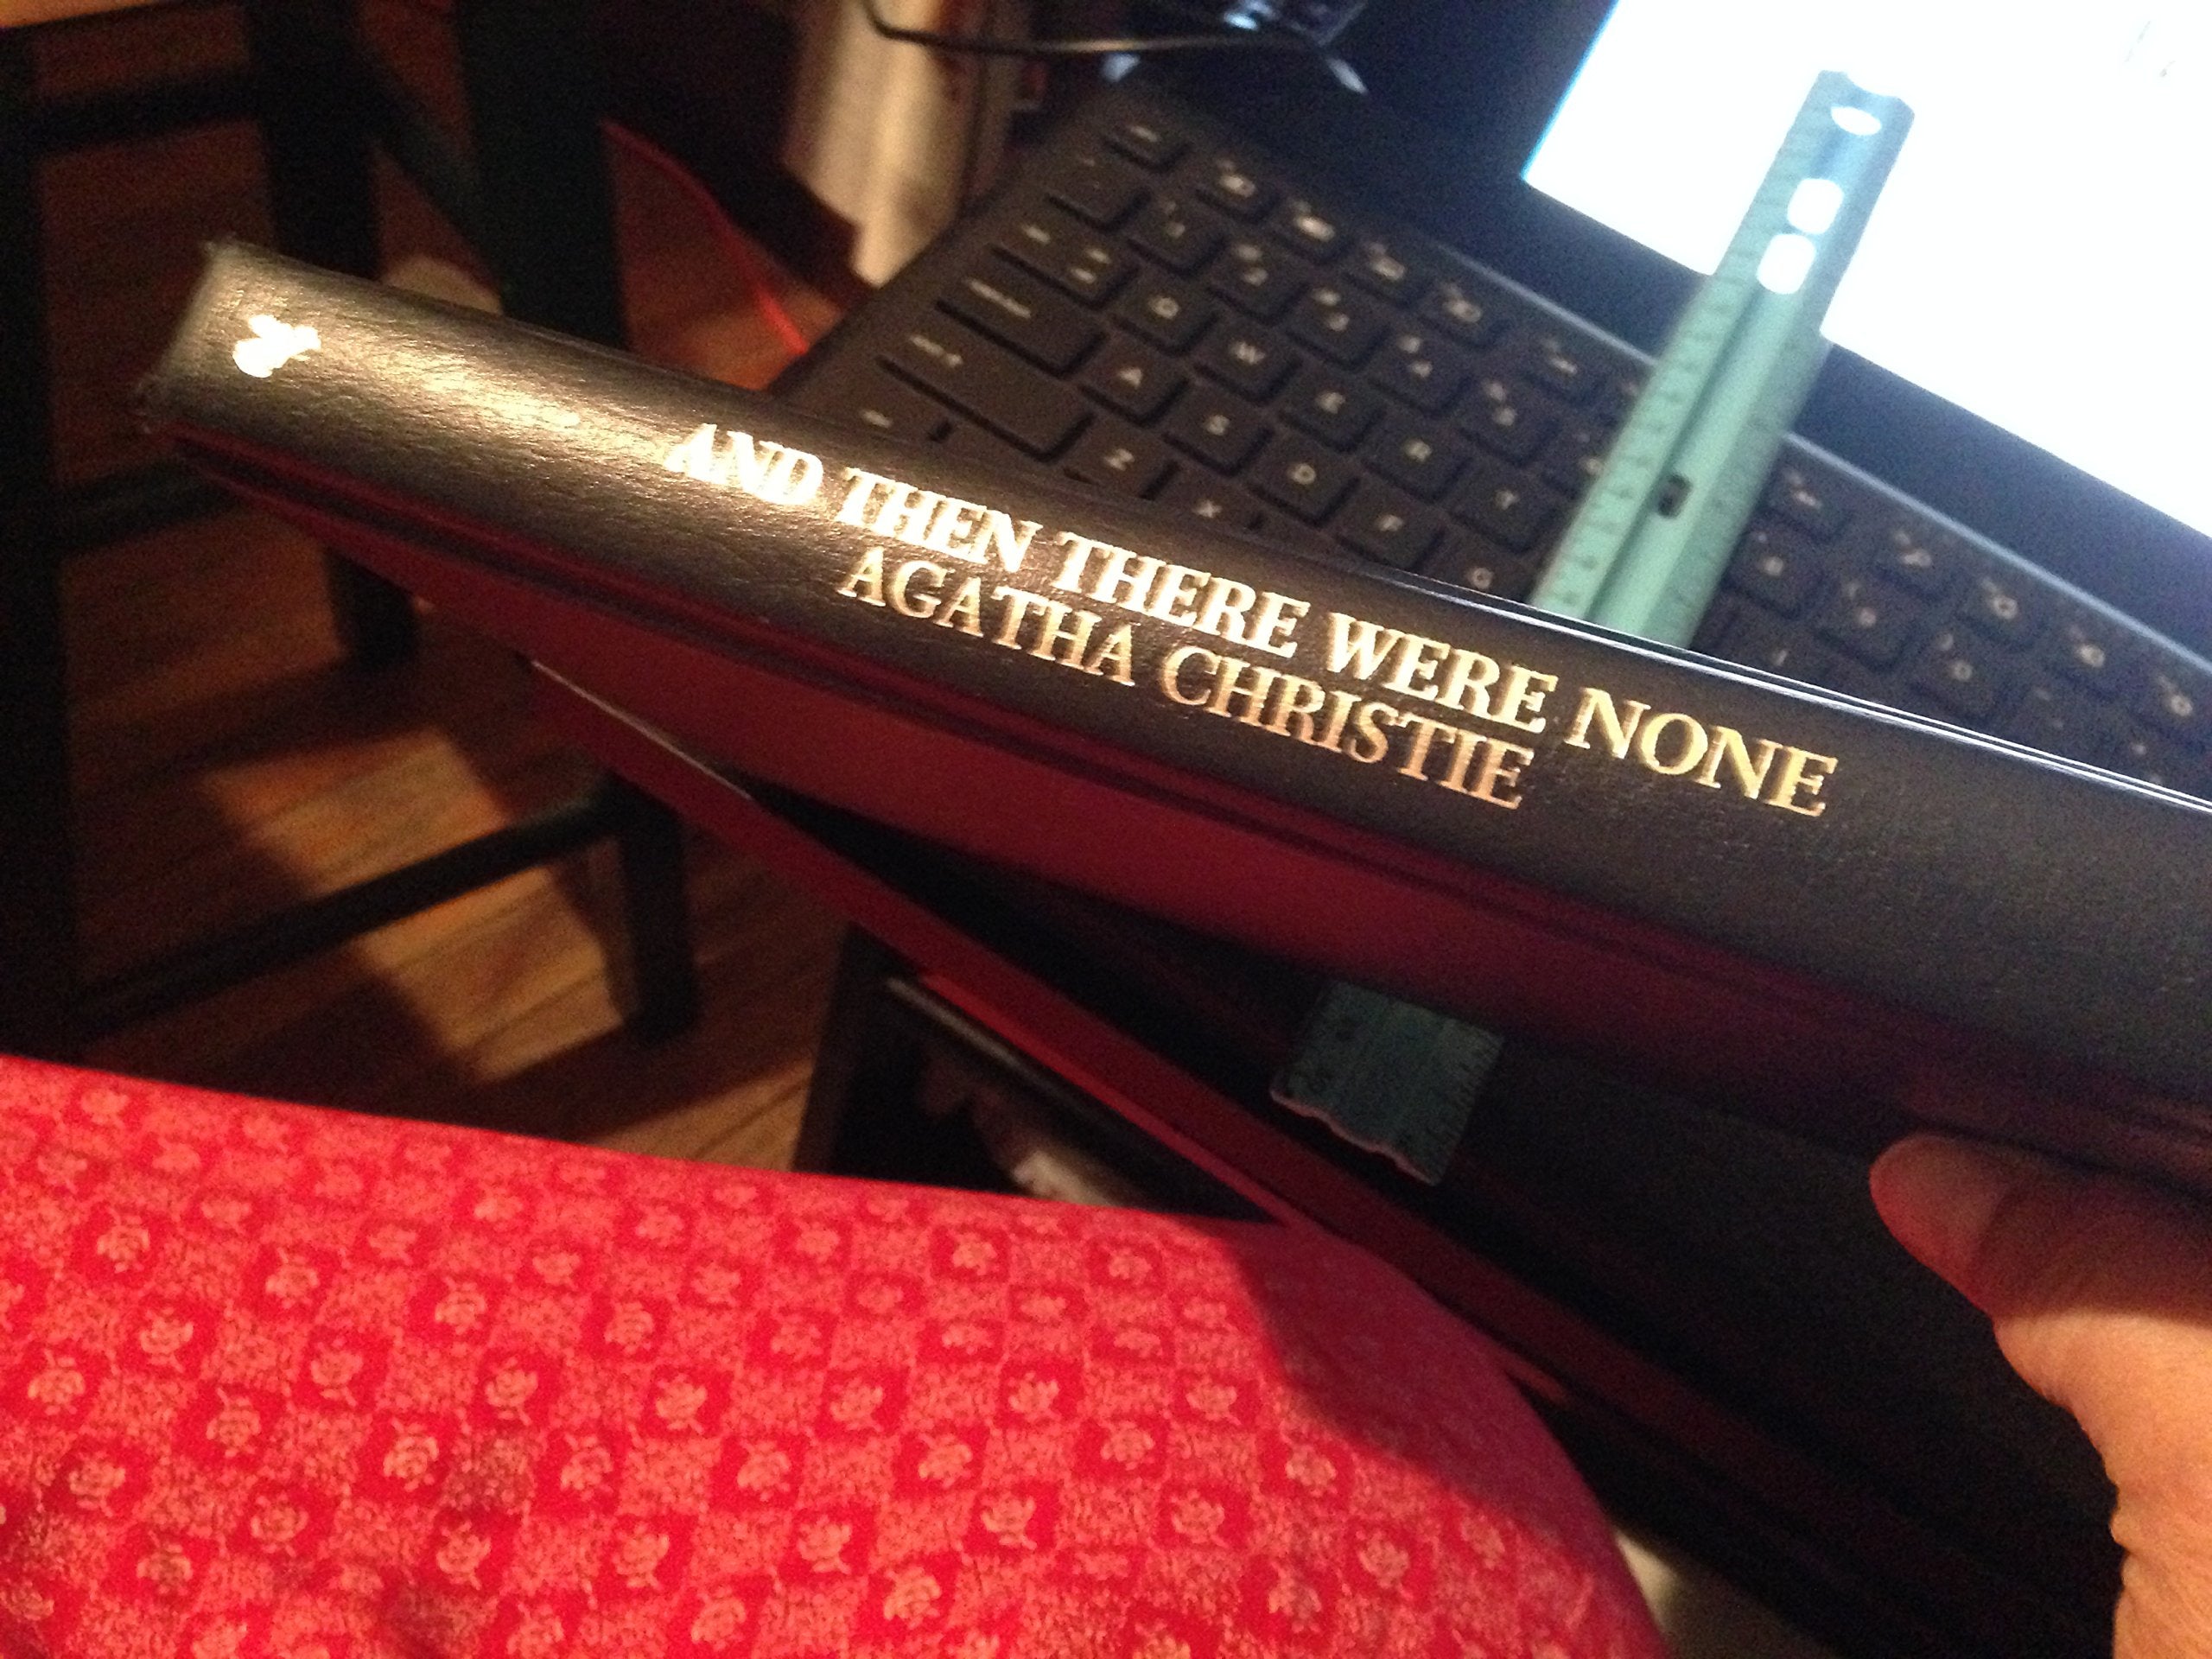 AND THEN THERE WERE NONE
AGATHA CHRISTIE
Q
W
E
R
T
A
S
D
F
G
Z
X